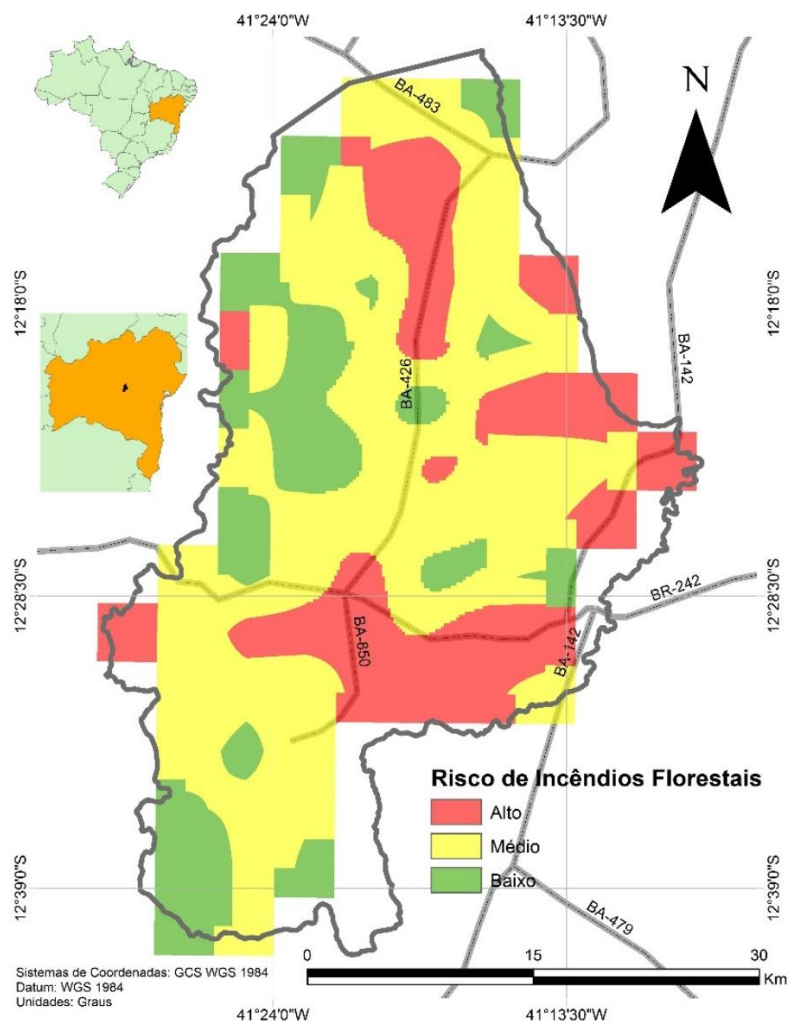 41°24'0"W
41°13'30"W
N
BA-483
12°18'0"S
12°18'0"S
BA-142
BA-426
12°28'30"S
12°28'30"S
BR-242
BA-850
BA-142
Risco de Incêndios Florestais
Alto
Médio
Baixo
12°39'0"S
12°39'0"S
BA-479
0
15
30
Km
Sistemas de Coordenadas: GCS WGS 1984
Datum: WGS 1984
Unidades: Graus
41°24'0"W
41°13'30"W